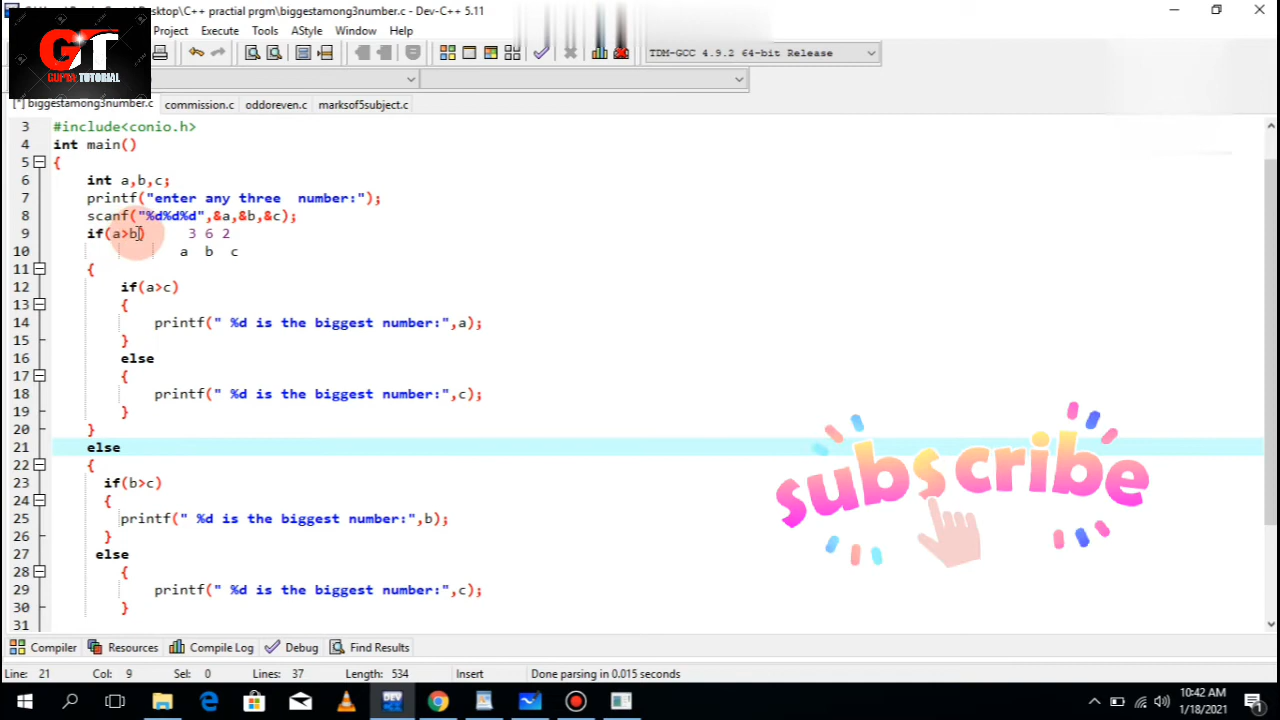 Desktop\C++ practial prgm\biggestamong3number.c - Dev-C++ 5.11
GT
GUPTA TUTORIAL
Project Execute Tools AStyle Window Help
TDM-GCC 4.9.2 64-bit Release
[*] biggestamong3number.c commission.c oddoreven.c marksof5subject.c
3 #include<conio.h>
4 int main()
5 {
6 int a,b,c;
7 printf("enter any three  number:");
8 scanf("%d%d%d",&a,&b,&c);
9 if(a>b) 3 6 2
10 a b c
11 {
12 if(a>c)
13 {
14 printf(" %d is the biggest number:",a);
15 }
16 else
17 {
18 printf(" %d is the biggest number:",c);
19 }
20 }
21 else
22 {
23 if(b>c)
24 {
25 printf(" %d is the biggest number:",b);
26 }
27 else
28 {
29 printf(" %d is the biggest number:",c);
30 }
31
subscribe
Compiler Resources Compile Log Debug Find Results
Line: 21 Col: 9 Sel: 0 Lines: 37 Length: 534 Insert Done parsing in 0.015 seconds
DEV
10:42 AM
1/18/2021
1